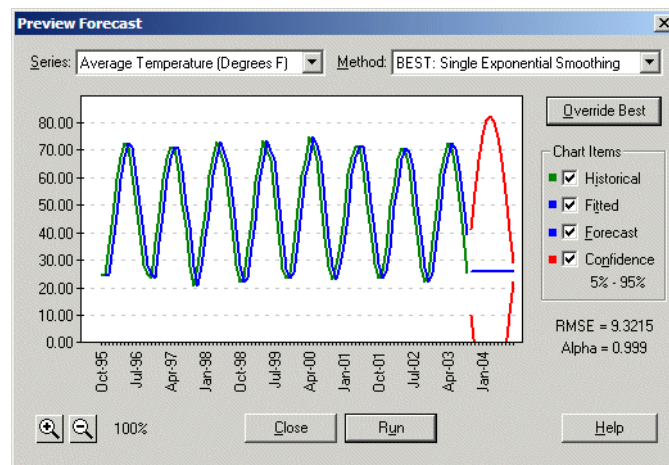 Preview Forecast
Series: Average Temperature (Degrees F) Method: BEST: Single Exponential Smoothing
Override Best
Chart Items
Historical
Fitted
Forecast
Confidence
5% - 95%
RMSE = 9.3215
Alpha = 0.999
80.00
70.00
60.00
50.00
40.00
30.00
20.00
10.00
0.00
Oct-95
Jul-96
Apr-97
Jan-98
Oct-98
Jul-99
Apr-00
Jan-01
Oct-01
Jul-02
Apr-03
Jan-04
100%
Close
Run
Help